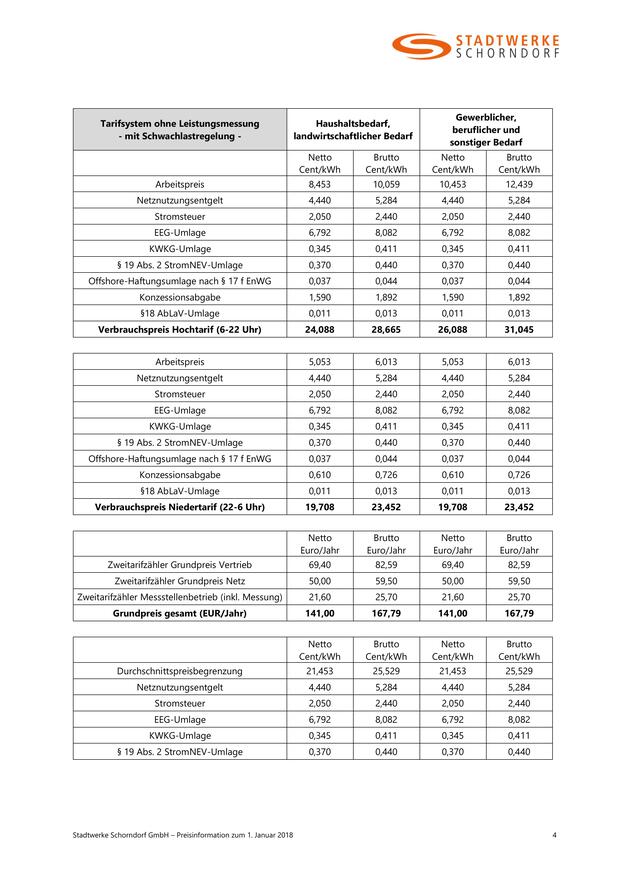 STADTWERKE
SCHORNDORF
Tarifsystem ohne Leistungsmessung
- mit Schwachlastregelung -
Haushaltsbedarf,
landwirtschaftlicher Bedarf
Gewerblicher,
beruflicher und
sonstiger Bedarf
Netto Brutto Netto Brutto
Cent/kWh Cent/kWh Cent/kWh Cent/kWh
Arbeitspreis 8,453 10,059 10,453 12,439
Netznutzungsentgelt 4,440 5,284 4,440 5,284
Stromsteuer 2,050 2,440 2,050 2,440
EEG-Umlage 6,792 8,082 6,792 8,082
KWKG-Umlage 0,345 0,411 0,345 0,411
§ 19 Abs. 2 StromNEV-Umlage 0,370 0,440 0,370 0,440
Offshore-Haftungsumlage nach § 17 f EnWG 0,037 0,044 0,037 0,044
Konzessionsabgabe 1,590 1,892 1,590 1,892
§18 AbLaV-Umlage 0,011 0,013 0,011 0,013
Verbrauchspreis Hochtarif (6-22 Uhr) 24,088 28,665 26,088 31,045
Arbeitspreis 5,053 6,013 5,053 6,013
Netznutzungsentgelt 4,440 5,284 4,440 5,284
Stromsteuer 2,050 2,440 2,050 2,440
EEG-Umlage 6,792 8,082 6,792 8,082
KWKG-Umlage 0,345 0,411 0,345 0,411
§ 19 Abs. 2 StromNEV-Umlage 0,370 0,440 0,370 0,440
Offshore-Haftungsumlage nach § 17 f EnWG 0,037 0,044 0,037 0,044
Konzessionsabgabe 0,610 0,726 0,610 0,726
§18 AbLaV-Umlage 0,011 0,013 0,011 0,013
Verbrauchspreis Niedertarif (22-6 Uhr) 19,708 23,452 19,708 23,452
Netto Brutto Netto Brutto
Euro/Jahr Euro/Jahr Euro/Jahr Euro/Jahr
Zweitarifzähler Grundpreis Vertrieb 69,40 82,59 69,40 82,59
Zweitarifzähler Grundpreis Netz 50,00 59,50 50,00 59,50
Zweitarifzähler Messstellenbetrieb (inkl. Messung) 21,60 25,70 21,60 25,70
Grundpreis gesamt (EUR/Jahr) 141,00 167,79 141,00 167,79
Netto Brutto Netto Brutto
Cent/kWh Cent/kWh Cent/kWh Cent/kWh
Durchschnittspreisbegrenzung 21,453 25,529 21,453 25,529
Netznutzungsentgelt 4,440 5,284 4,440 5,284
Stromsteuer 2,050 2,440 2,050 2,440
EEG-Umlage 6,792 8,082 6,792 8,082
KWKG-Umlage 0,345 0,411 0,345 0,411
§ 19 Abs. 2 StromNEV-Umlage 0,370 0,440 0,370 0,440
Stadtwerke Schorndorf GmbH – Preisinformation zum 1. Januar 2018 4